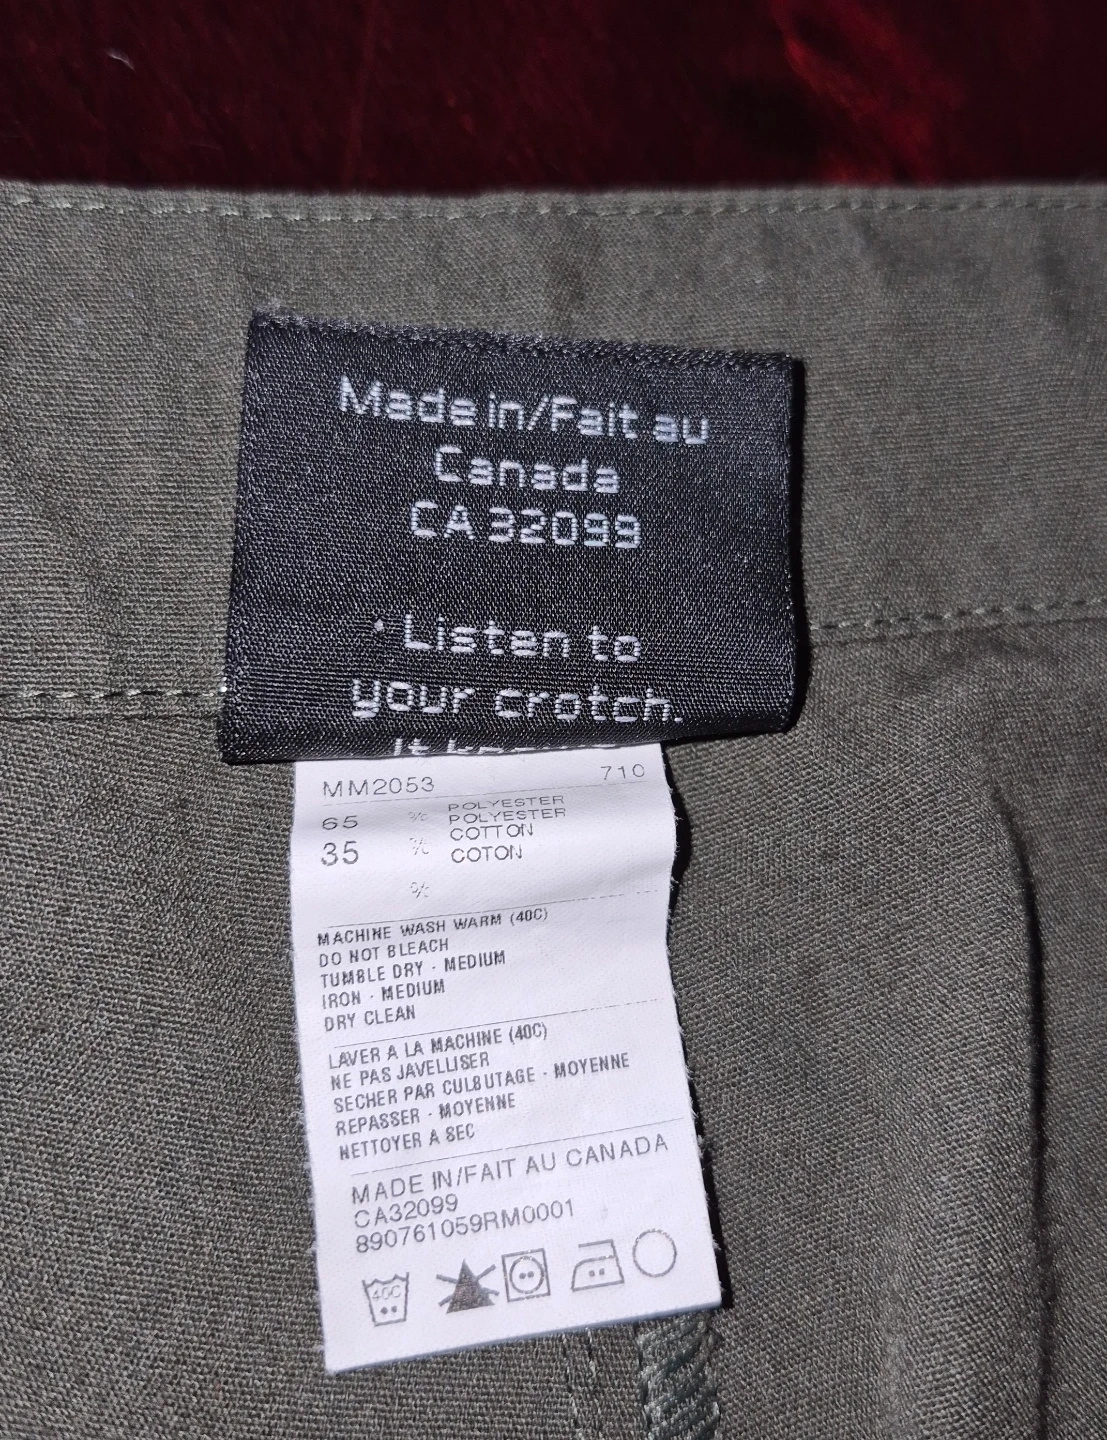 Made in/Fait au
Canada
CA 32099
Listen to
your crotch.
It
MM2053 710
65 % POLYESTER
POLYESTER
35 % COTTON
COTON
%
MACHINE WASH WARM (40C)
DO NOT BLEACH
TUMBLE DRY - MEDIUM
IRON - MEDIUM
DRY CLEAN
LAVER A LA MACHINE (40C)
NE PAS JAVELLISER
SECHER PAR CULBUTAGE - MOYENNE
REPASSER - MOYENNE
NETTOYER A SEC
MADE IN/FAIT AU CANADA
CA32099
890761059RM0001
40C